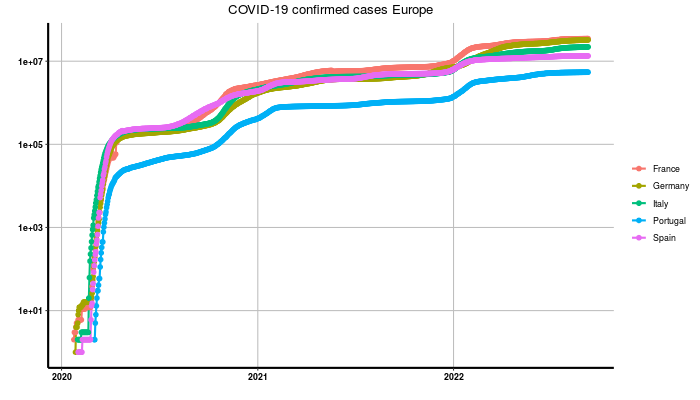 COVID-19 confirmed cases Europe
1e+07
1e+05
1e+03
1e+01
2020
2021
2022
France
Germany
Italy
Portugal
Spain